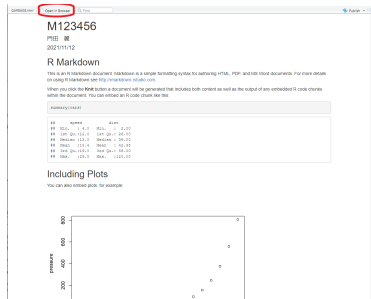 Open in Browser
Find
Publish
M123456
門田 麗
2021/11/12
R Markdown
This is an R Markdown document. Markdown is a simple formatting syntax for authoring HTML, PDF, and MS Word documents. For more details
on using R Markdown see http://rmarkdown.rstudio.com.
When you click the Knit button a document will be generated that includes both content as well as the output of any embedded R code chunks
within the document. You can embed an R code chunk like this:
summary(cars)
## speed dist
## Min. : 4.0 Min. : 2.00
## 1st Qu.:12.0 1st Qu.: 26.00
## Median :15.0 Median : 36.00
## Mean :15.4 Mean : 42.98
## 3rd Qu.:19.0 3rd Qu.: 56.00
## Max. :25.0 Max. :120.00
Including Plots
You can also embed plots, for example:
800
600
pressure
400
200